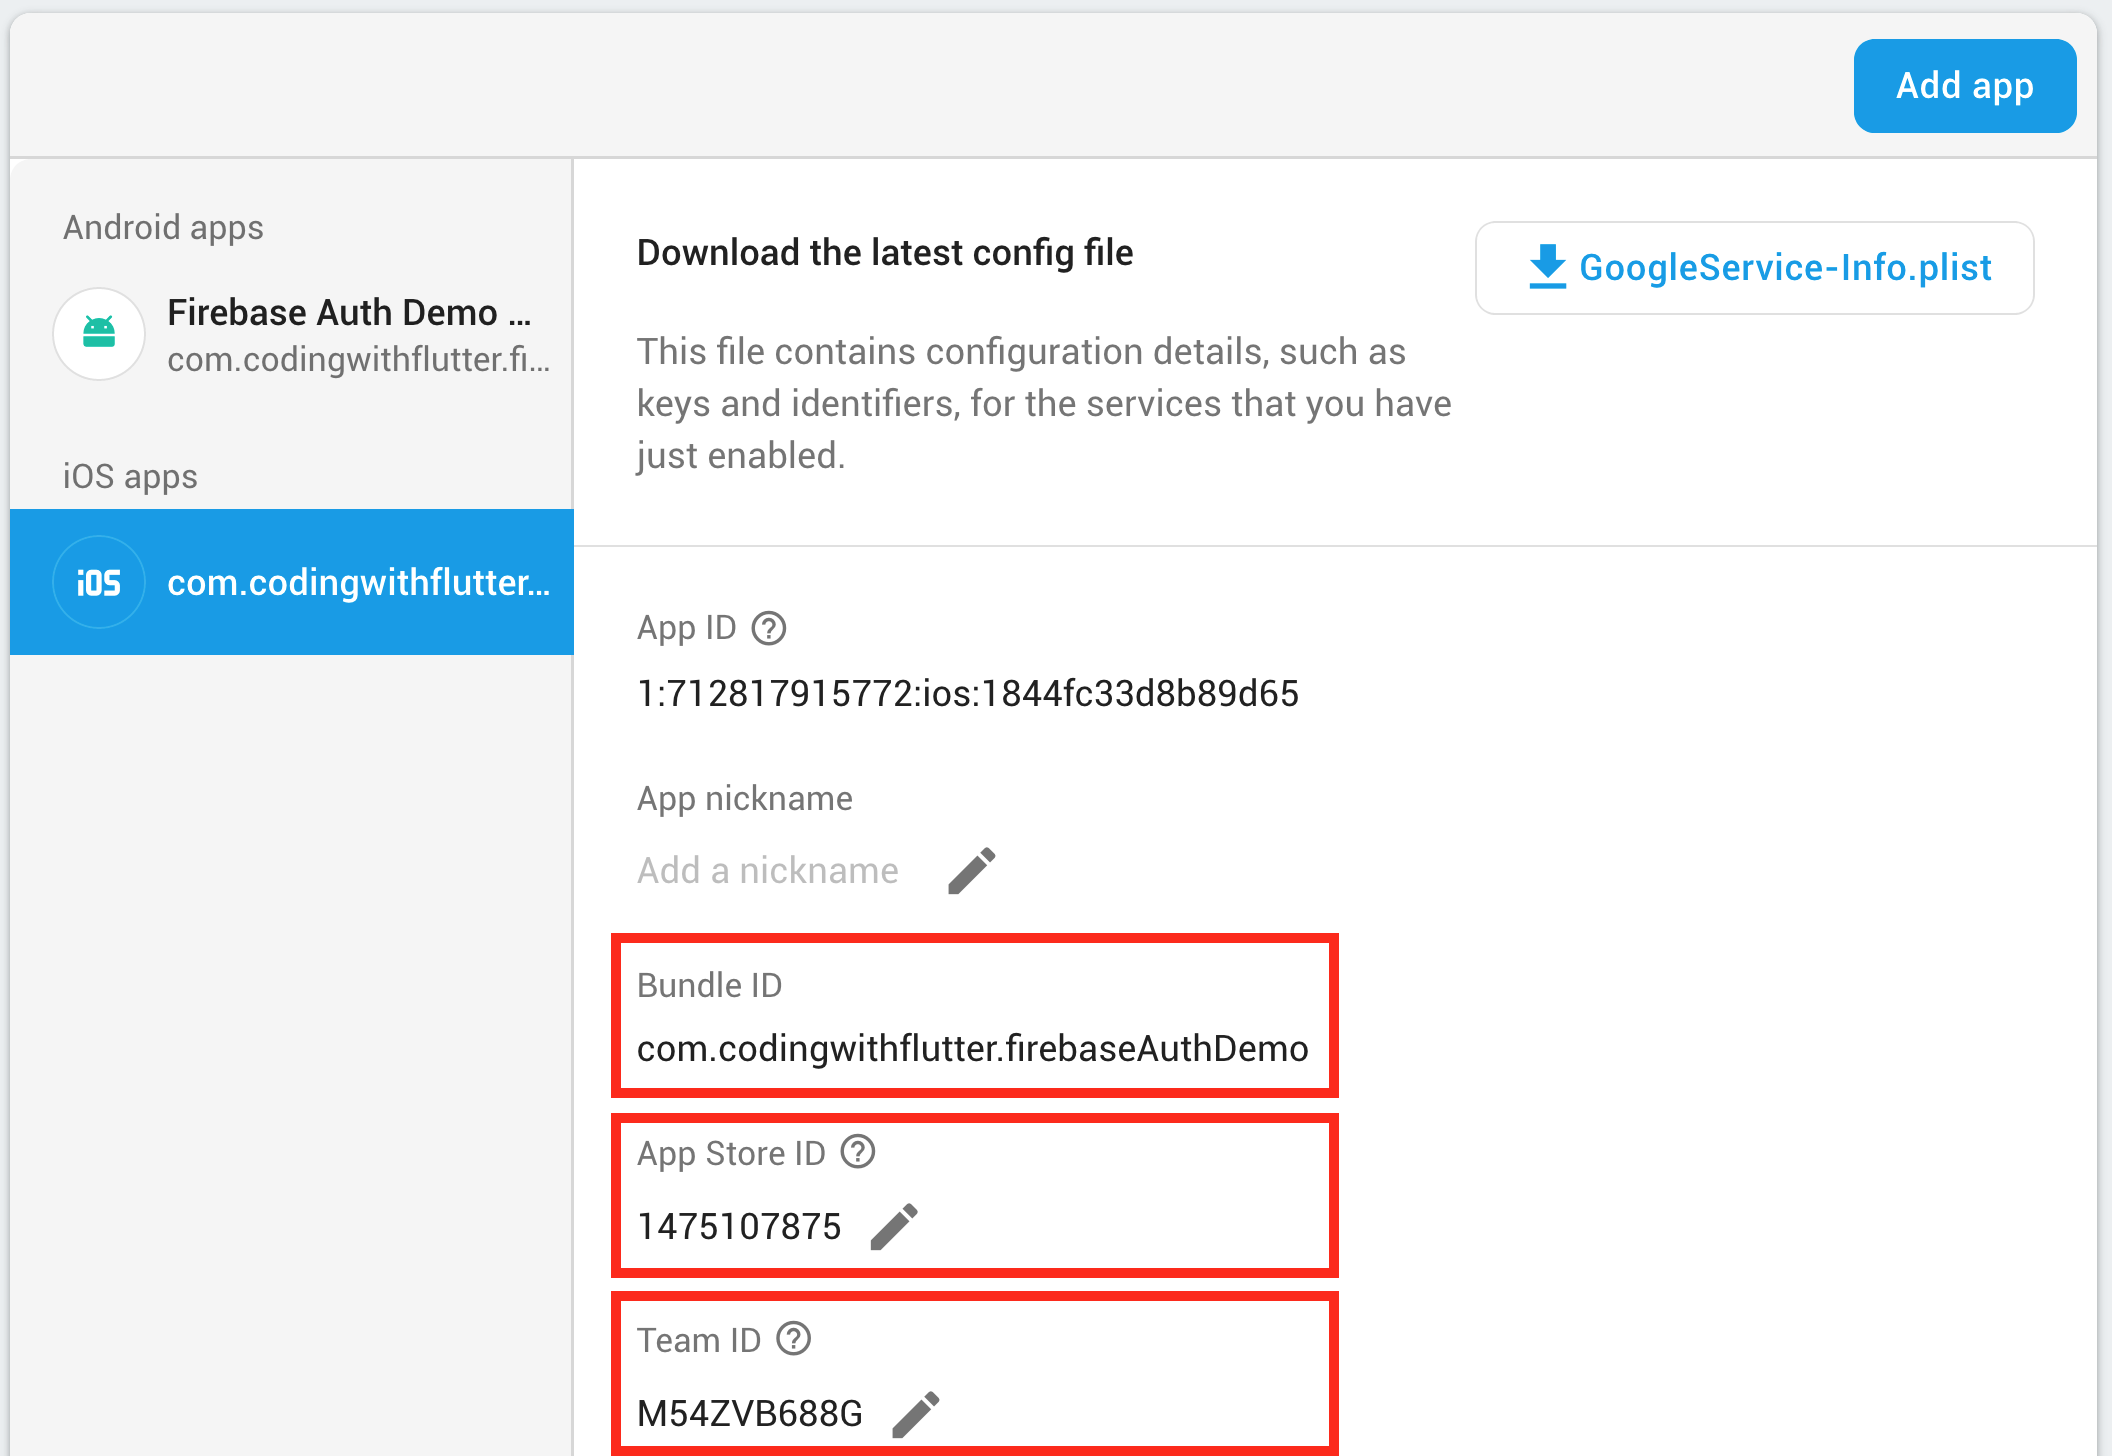 Add app
Android apps
Firebase Auth Demo ...
com.codingwithflutter.fi...
iOS apps
iOS
com.codingwithflutter...
Download the latest config file
GoogleService-Info.plist
This file contains configuration details, such as
keys and identifiers, for the services that you have
just enabled.
App ID ?
1:712817915772:ios:1844fc33d8b89d65
App nickname
Add a nickname
Bundle ID
com.codingwithflutter.firebaseAuthDemo
App Store ID ?
1475107875
Team ID ?
M54ZVB688G